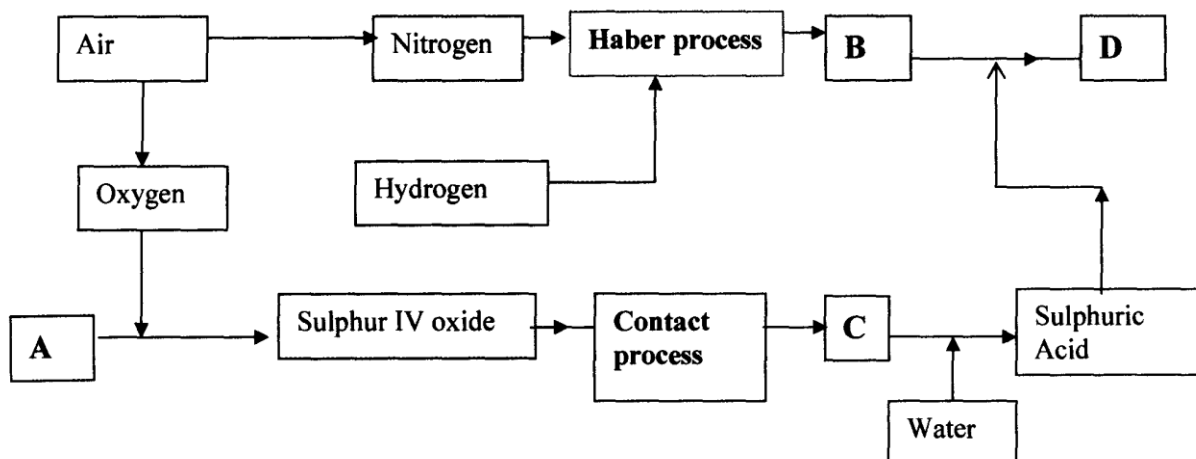 Air
Nitrogen
Haber process
B
D
Oxygen
Hydrogen
A
Sulphur IV oxide
Contact
process
C
Sulphuric
Acid
Water